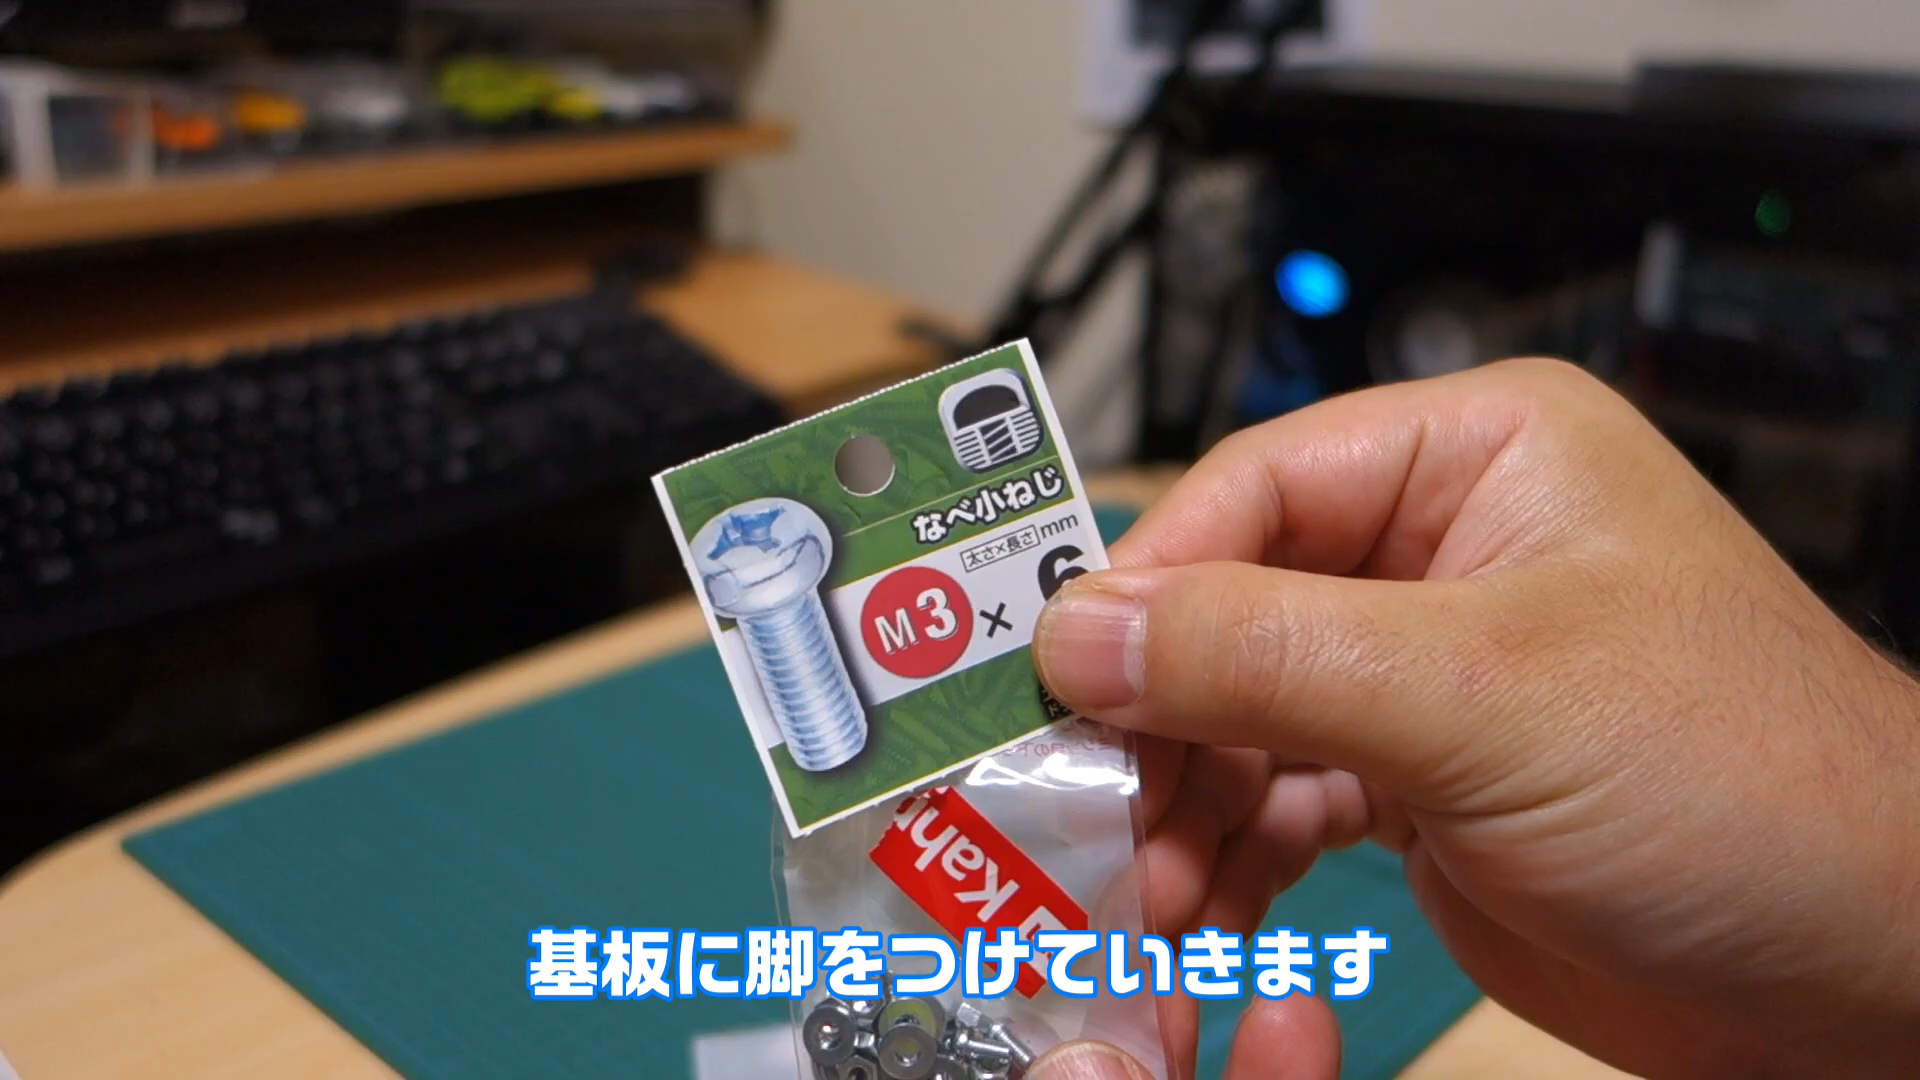 なべ小ねじ
太さ×長さ mm
M3 × 6
Kah
基板に脚をつけていきます